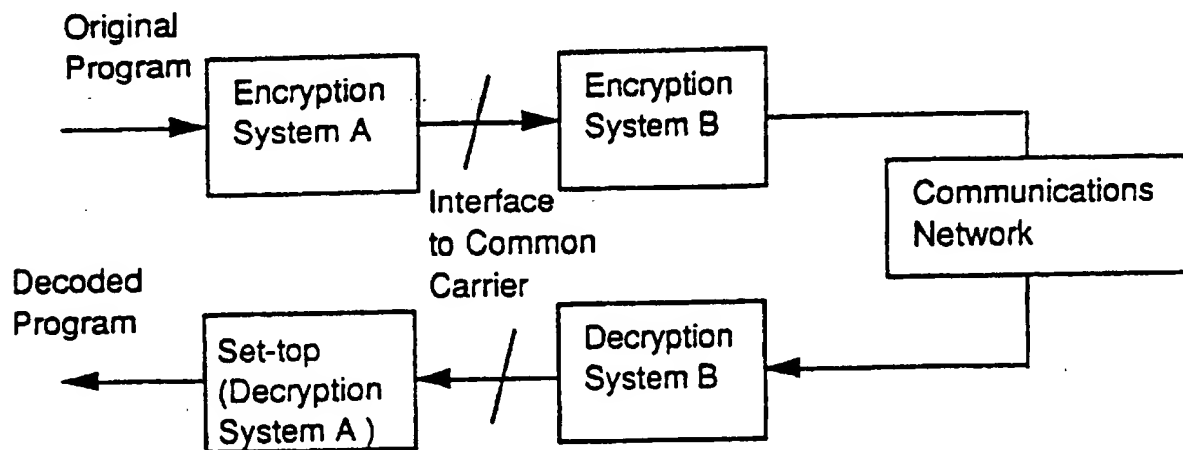 Original
Program
Encryption
System A
Encryption
System B
Communications
Network
Interface
to Common
Carrier
Decoded
Program
Set-top
(Decryption
System A )
Decryption
System B